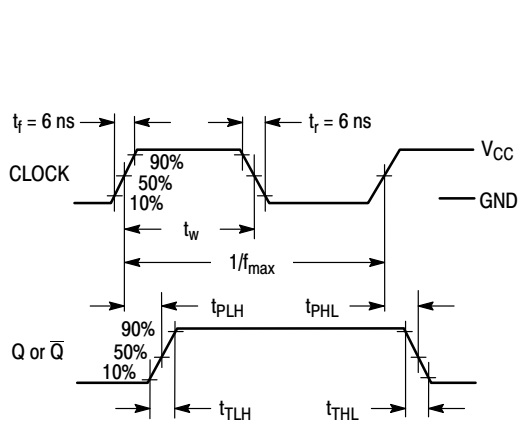 tf = 6 ns
tr = 6 ns
CLOCK
90%
50%
10%
VCC
GND
tw
1/fmax
tPLH
tPHL
Q or Q̅
90%
50%
10%
tTLH
tTHL